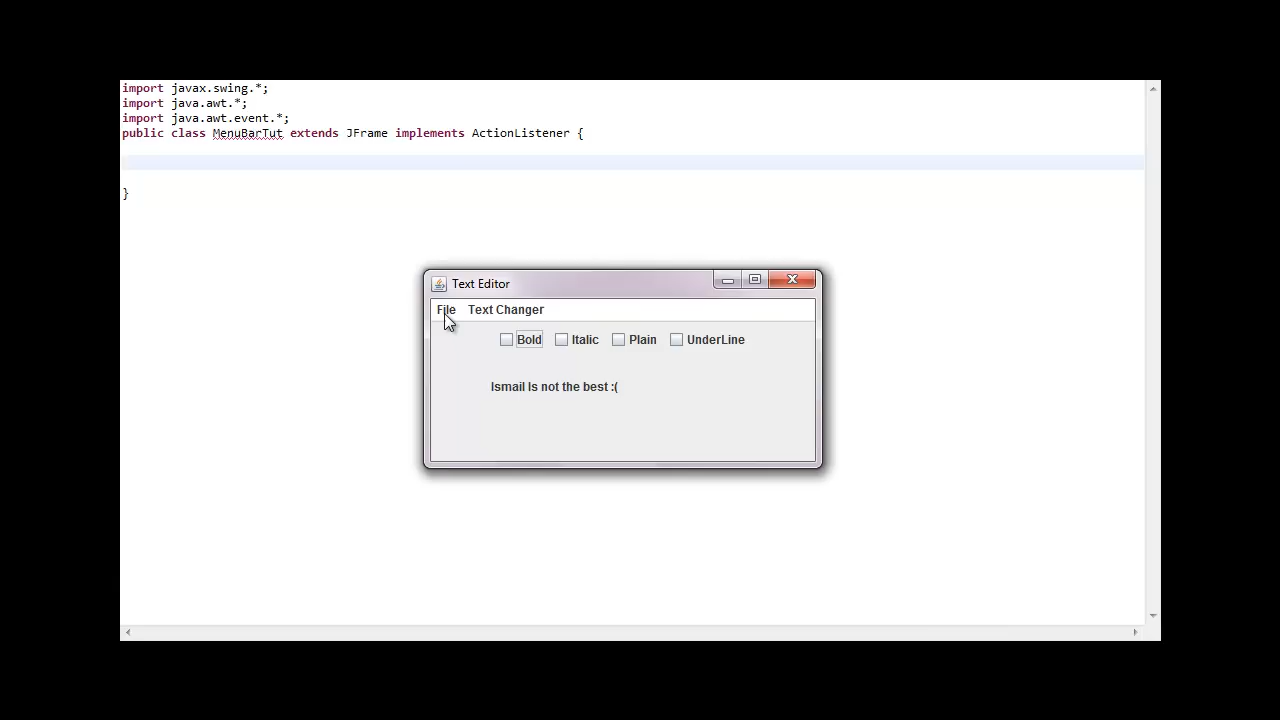 import javax.swing.*;
import java.awt.*;
import java.awt.event.*;
public class MenuBarTut extends JFrame implements ActionListener {
}
Text Editor
File Text Changer
Bold Italic Plain UnderLine
Ismail is not the best :(